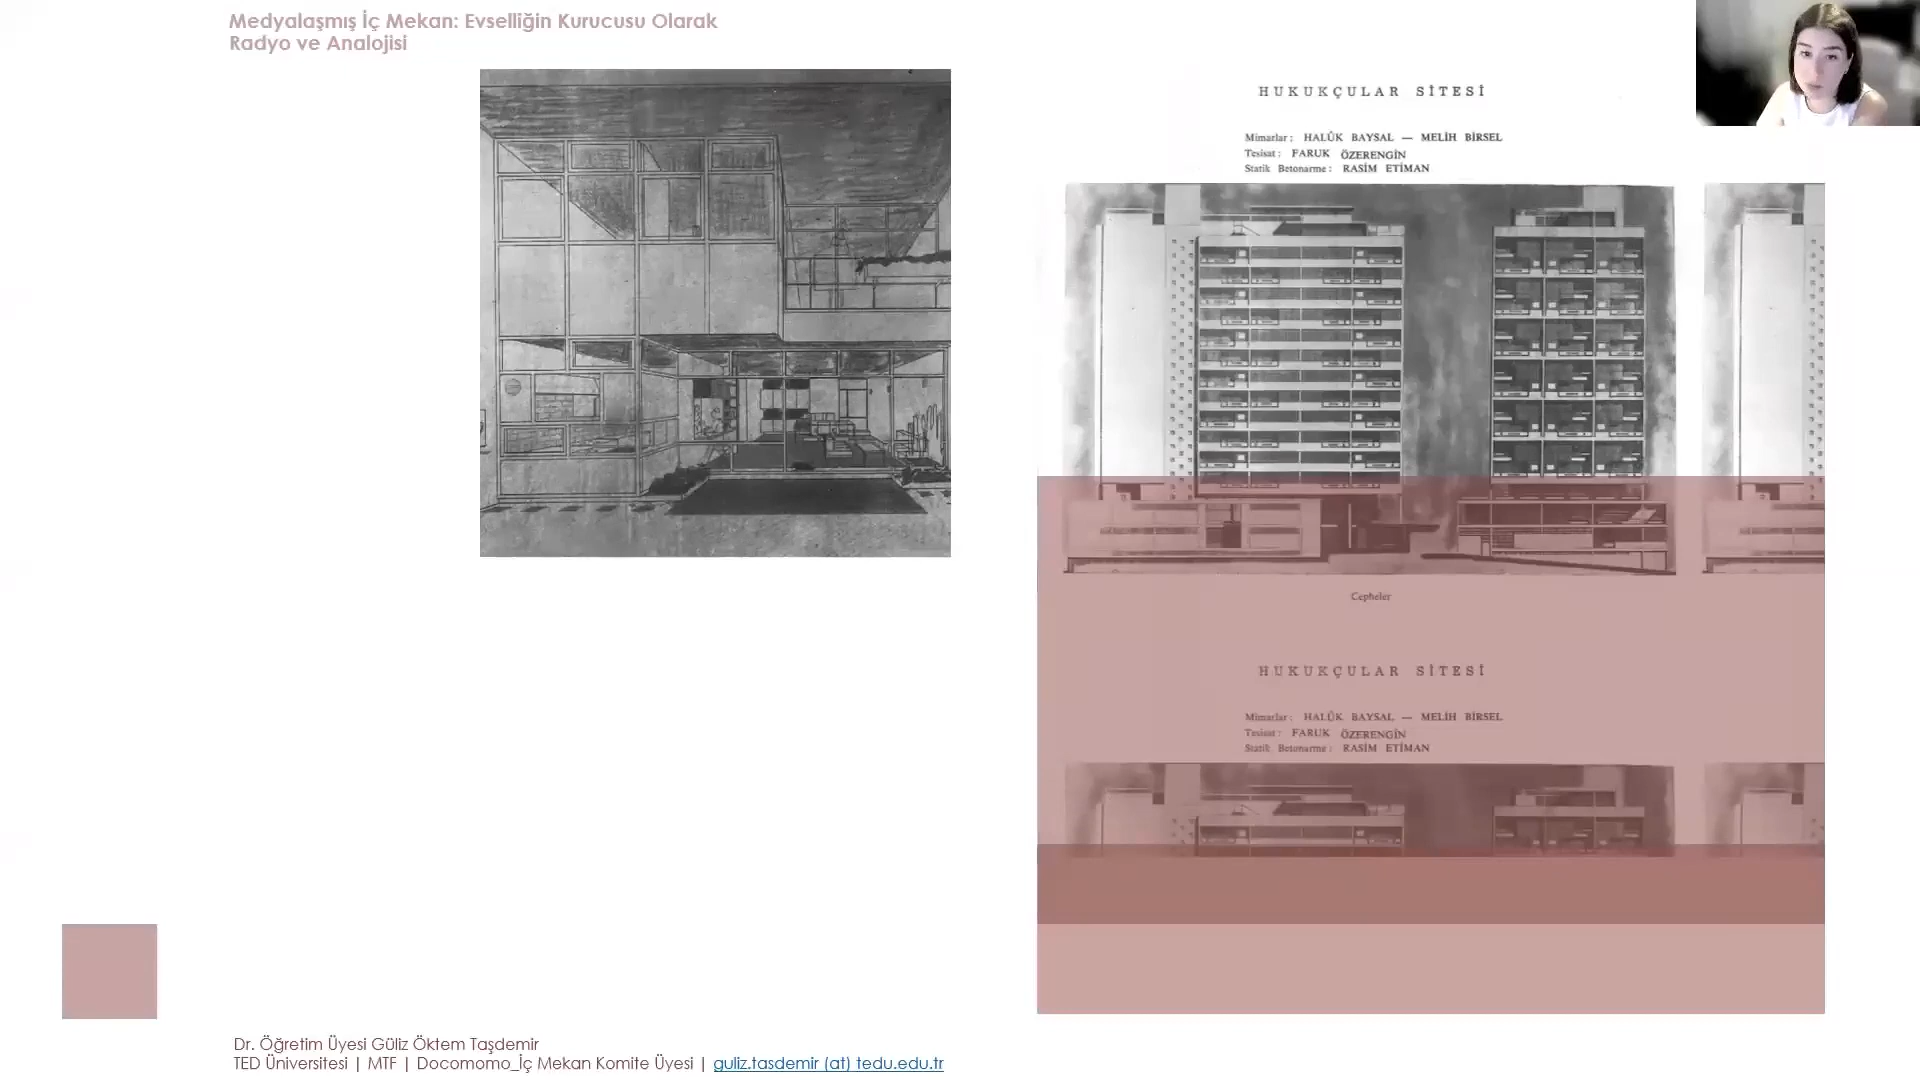 Medyalaşmış İç Mekan: Evselliğin Kurucusu Olarak
Radyo ve Analojisi
HUKUKÇULAR SİTESİ
Mimarlar: HALÛK BAYSAL — MELİH BİRSEL
Tesisat: FARUK ÖZERENGİN
Statik Betonarme: RASİM ETİMAN
Cepheler
HUKUKÇULAR SİTESİ
Mimarlar: HALÛK BAYSAL — MELİH BİRSEL
Tesisat: FARUK ÖZERENGİN
Statik Betonarme: RASİM ETİMAN
Dr. Öğretim Üyesi Güliz Öktem Taşdemir
TED Üniversitesi | MTF | Docomomo_İç Mekan Komite Üyesi | guliz.tasdemir (at) tedu.edu.tr